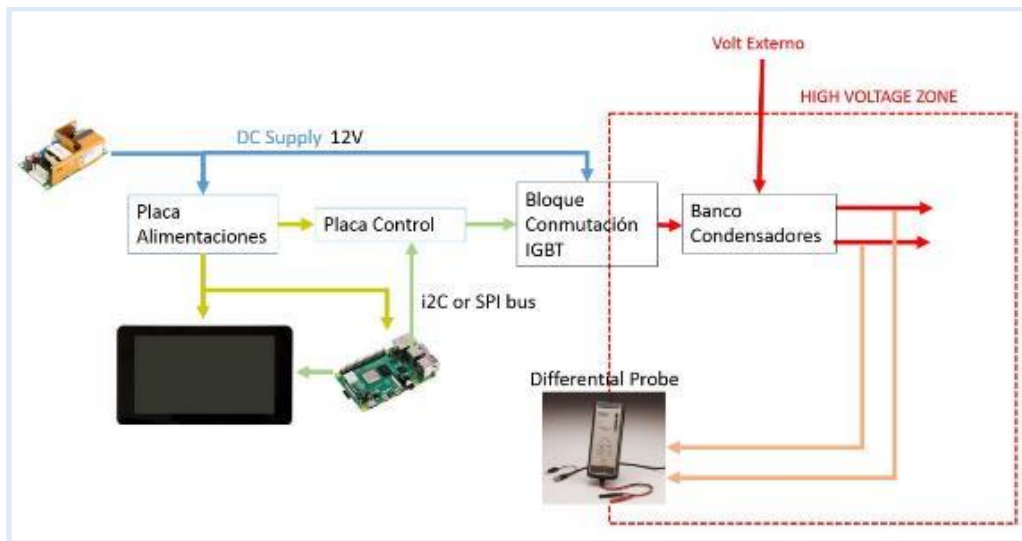 Volt Externo
HIGH VOLTAGE ZONE
DC Supply 12V
Placa
Alimentaciones
Placa Control
Bloque
Conmutación
IGBT
Banco
Condensadores
i2C or SPI bus
Differential Probe